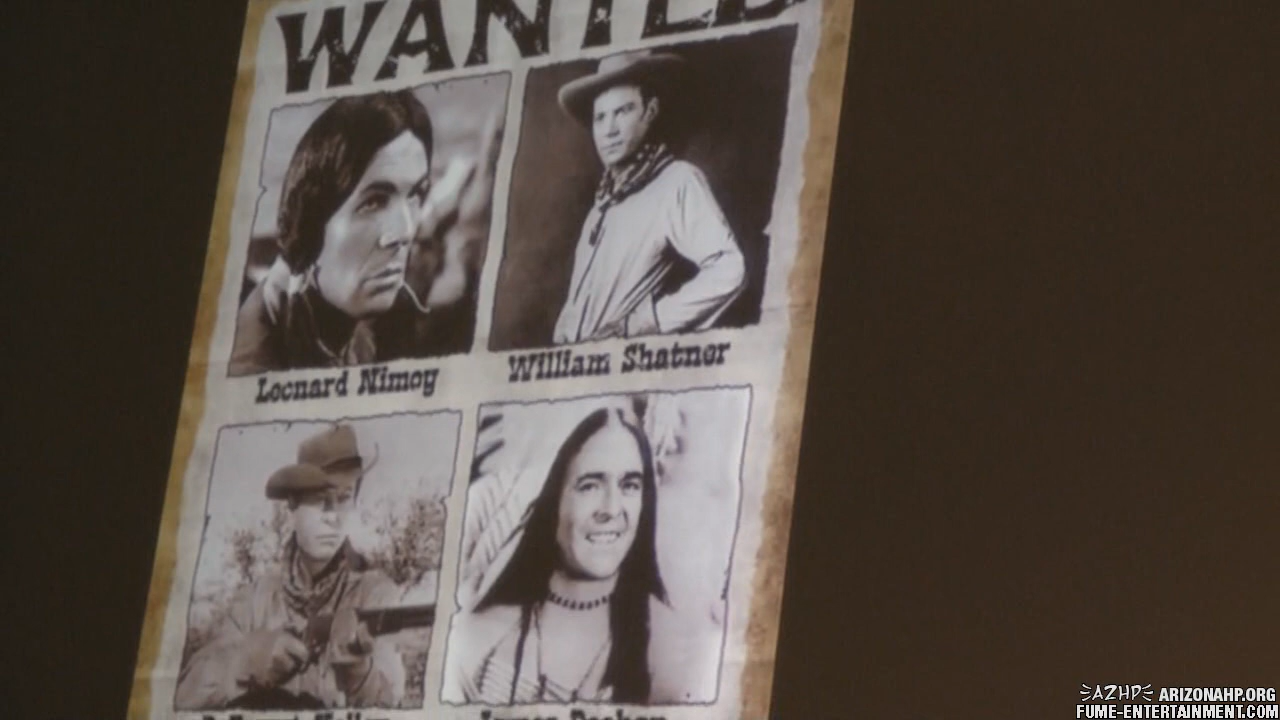 WANTED
Leonard Nimoy
William Shatner
AZHP ARIZONAHP.ORG
FUME-ENTERTAINMENT.COM